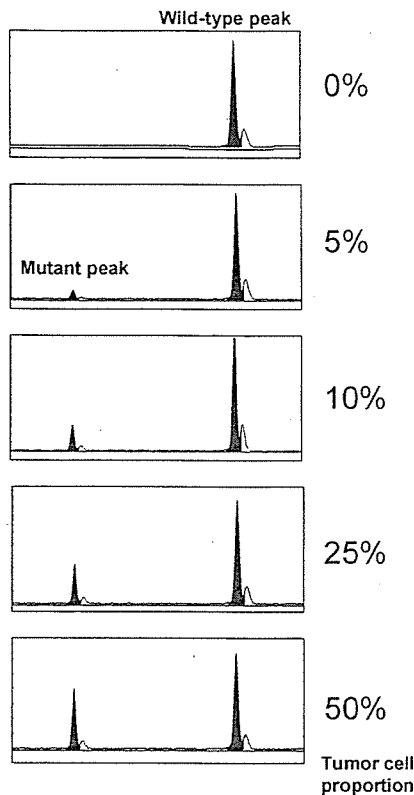 Wild-type peak
0%
5%
Mutant peak
10%
25%
50%
Tumor cell
proportion